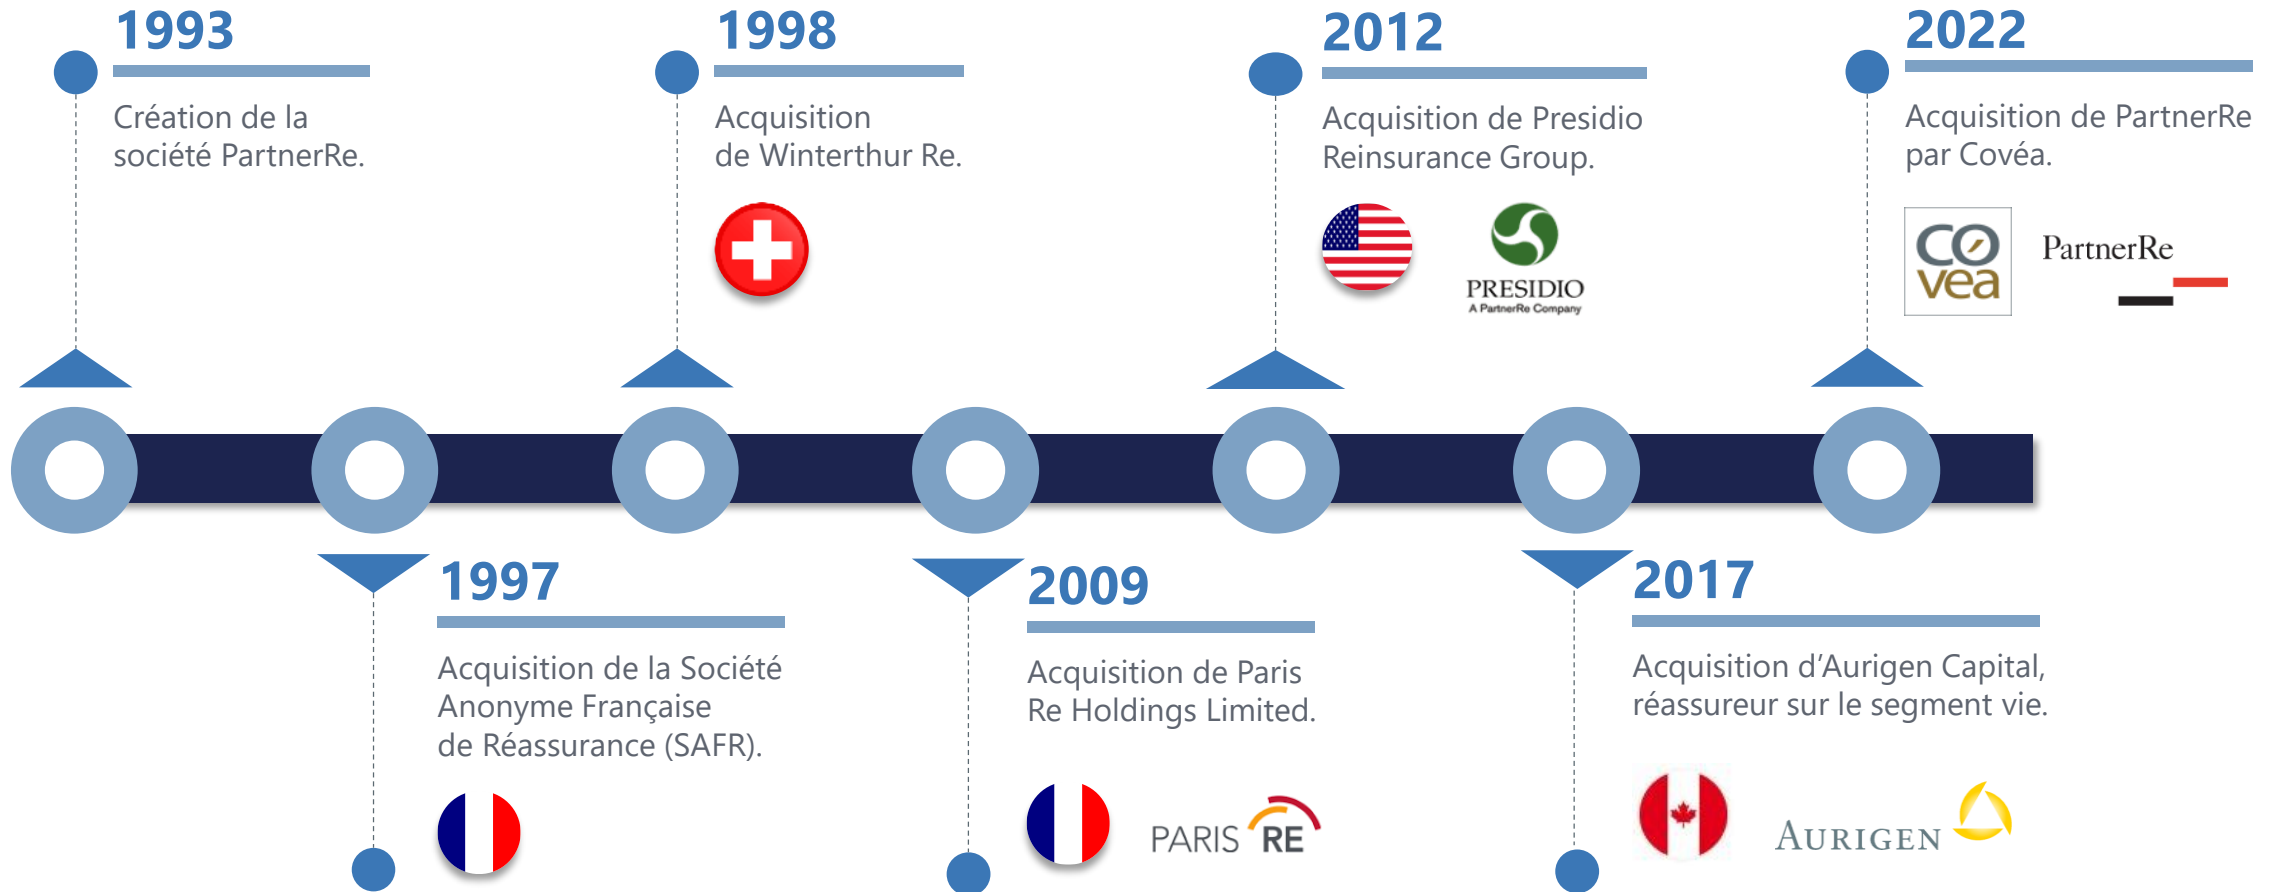 1993
Création de la
société PartnerRe.
1998
Acquisition
de Winterthur Re.
2012
Acquisition de Presidio
Reinsurance Group.
PRESIDIO
A PartnerRe Company
2022
Acquisition de PartnerRe
par Covéa.
COVéa
PartnerRe
1997
Acquisition de la Société
Anonyme Française
de Réassurance (SAFR).
2009
Acquisition de Paris
Re Holdings Limited.
PARIS RE
2017
Acquisition d’Aurigen Capital,
réassureur sur le segment vie.
AURIGEN